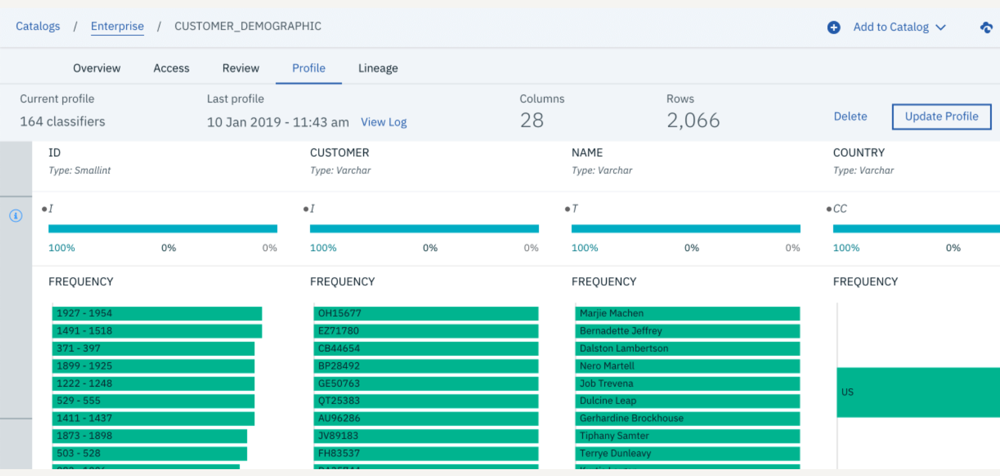 Catalogs / Enterprise / CUSTOMER_DEMOGRAPHIC
Add to Catalog
Overview Access Review Profile Lineage
Current profile Last profile Columns Rows
164 classifiers 10 Jan 2019 - 11:43 am View Log 28 2,066 Delete Update Profile
ID CUSTOMER NAME COUNTRY
Type: Smallint Type: Varchar Type: Varchar Type: Varchar
I I T CC
100% 0% 0% 100% 0% 0% 100% 0% 0% 100% 0%
FREQUENCY FREQUENCY FREQUENCY FREQUENCY
1927 - 1954 OH15677 Marjie Machen
1491 - 1518 EZ71780 Bernadette Jeffrey
371 - 397 CB44654 Dalston Lambertson
1899 - 1925 BP28492 Nero Martell
1222 - 1248 GE50763 Job Trevena
US
529 - 555 QT25383 Dulcine Leap
1411 - 1437 AU96286 Gerhardine Brockhouse
1873 - 1898 JV89183 Tiphany Samter
503 - 528 FH83537 Terrye Dunleavy